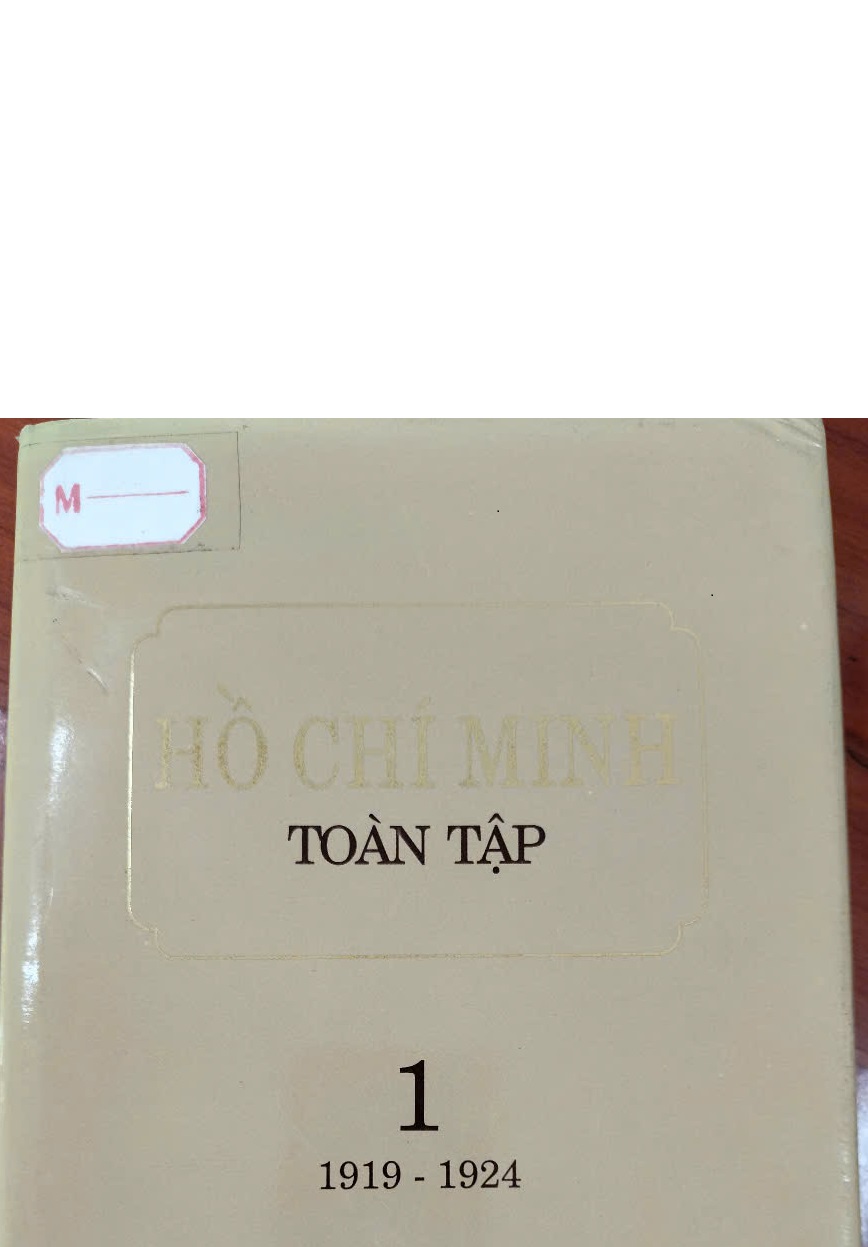 M
HỒ CHÍ MINH
TOÀN TẬP
1
1919 - 1924